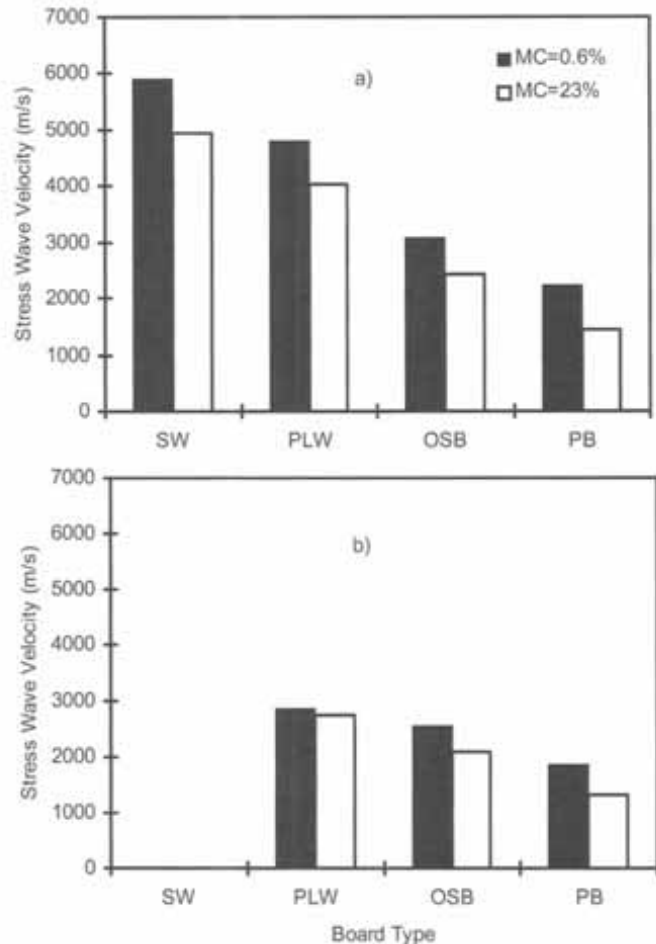 7000
6000
5000
4000
3000
2000
1000
0
Stress Wave Velocity (m/s)
a)
MC=0.6%
MC=23%
SW PLW OSB PB
7000
6000
5000
4000
3000
2000
1000
0
Stress Wave Velocity (m/s)
b)
SW PLW OSB PB
Board Type